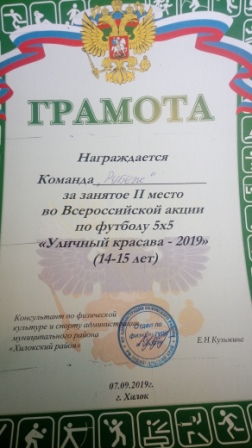 ГРАМОТА
Награждается
Команда
за занятое II место
во Всероссийской акции
по футболу 5х5
«Уличный красава - 2019»
(14-15 лет)
Консультант по физической
культуре и спорту администрации
муниципального района
«Хилокский район»
Е.Н Кузьмина
07.09.2019г.
г. Хилок